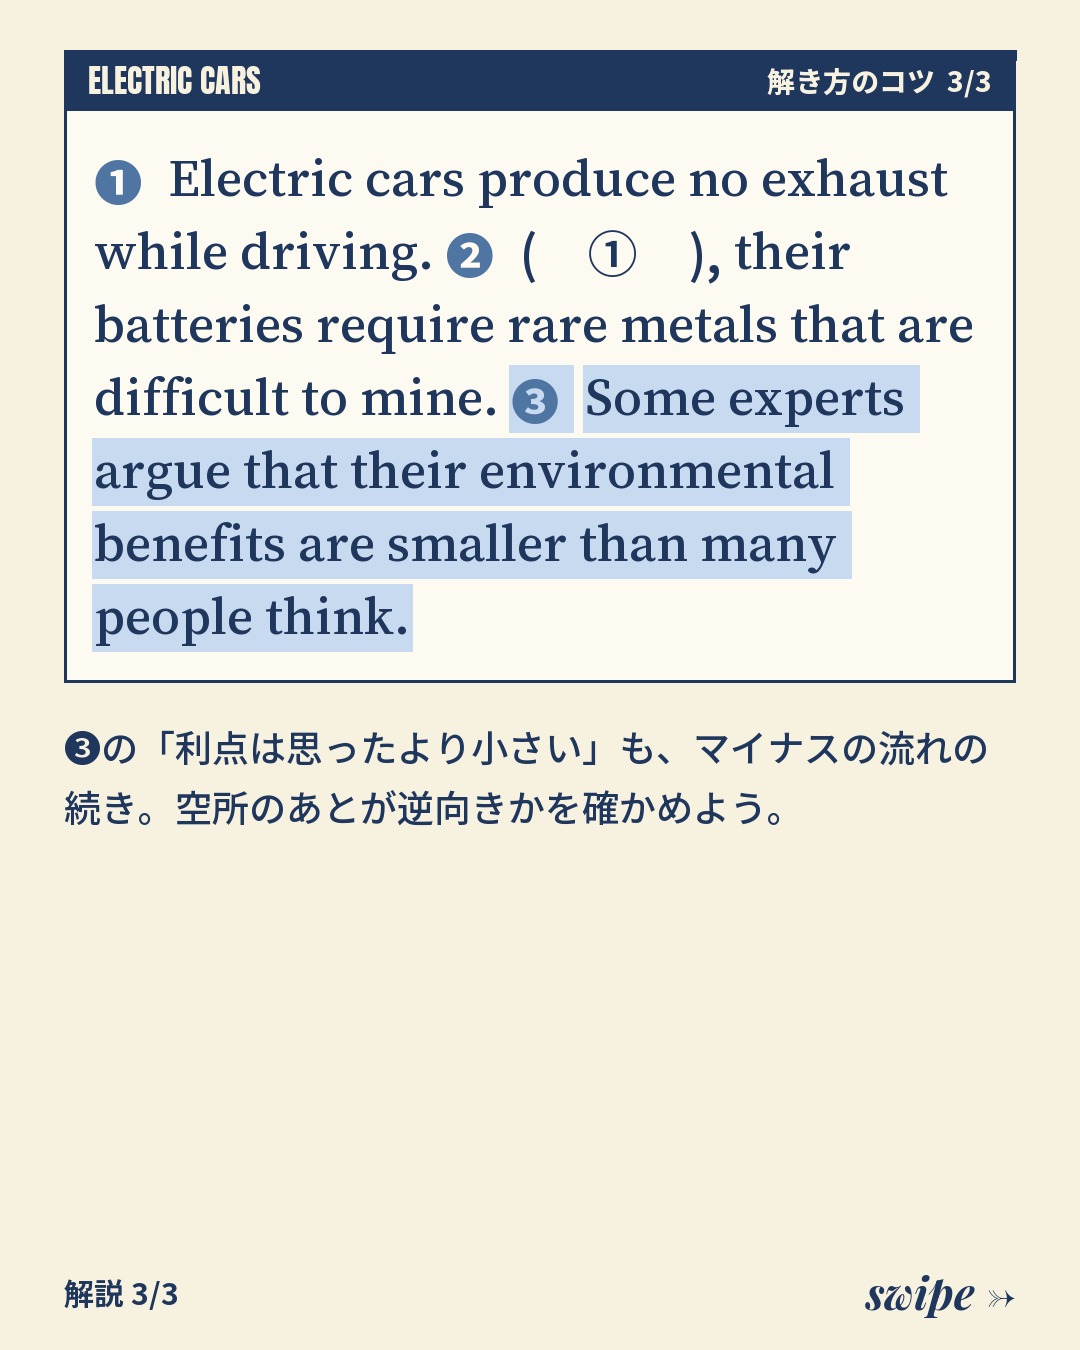 ELECTRIC CARS 解き方のコツ 3/3
❶ Electric cars produce no exhaust
while driving. ❷ ( ① ), their
batteries require rare metals that are
difficult to mine. ❸ Some experts
argue that their environmental
benefits are smaller than many
people think.
❸の「利点は思ったより小さい」も、マイナスの流れの
続き。空所のあとが逆向きかを確かめよう。
解説 3/3 swipe